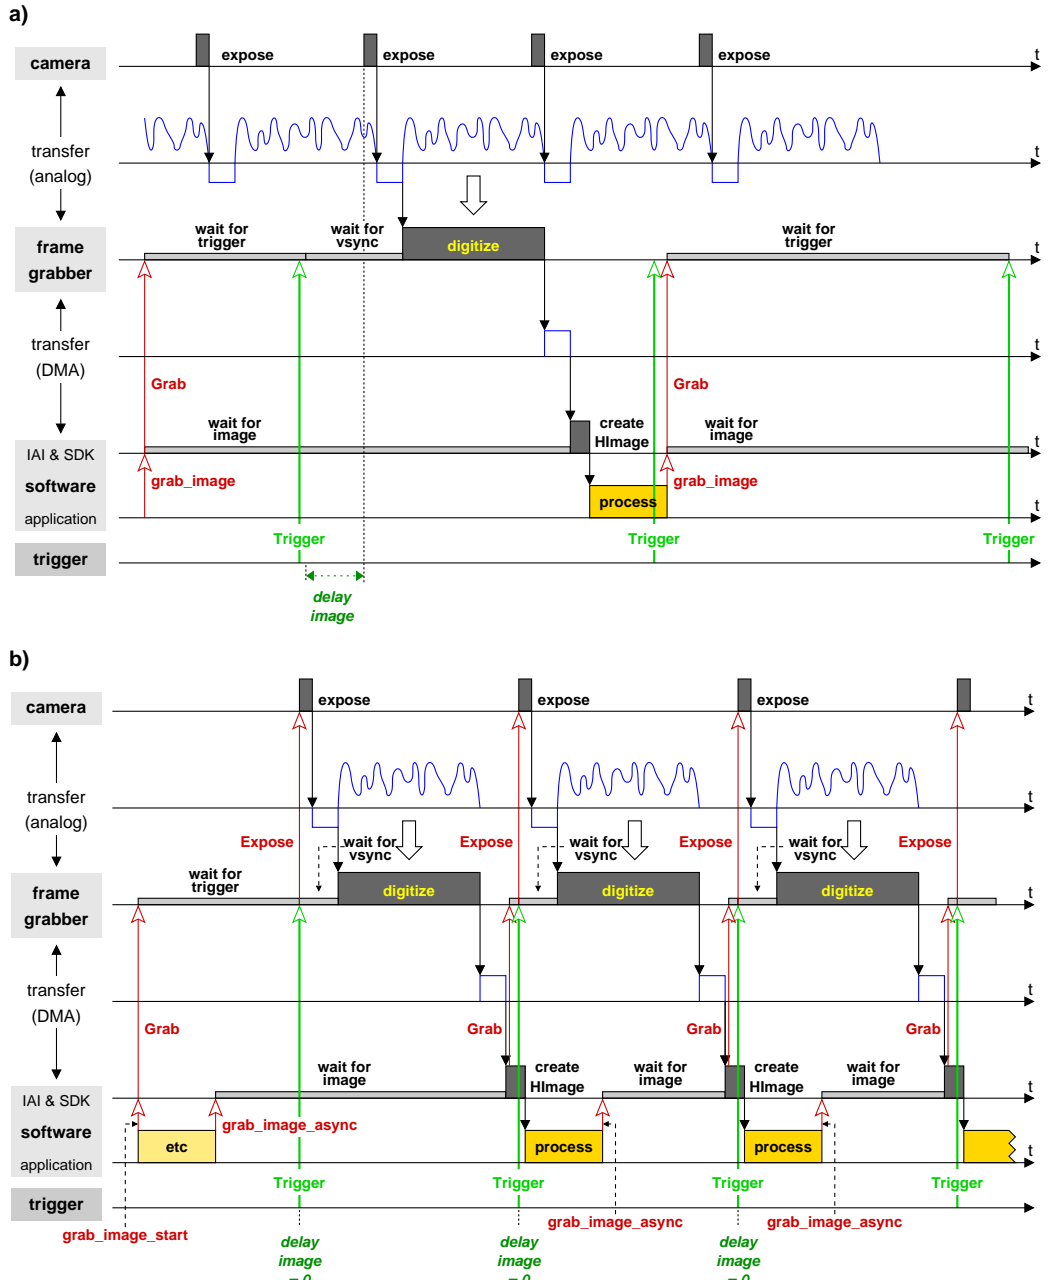 a)
expose expose expose expose t
camera
transfer
(analog)
t
wait for
trigger
wait for
vsync
wait for
trigger
frame
grabber
digitize
t
transfer
(DMA)
t
Grab Grab
wait for
image
create
HImage
wait for
image
IAI & SDK
t
software
grab_image grab_image
process
application
t
Trigger Trigger Trigger
trigger
t
delay
image
b)
expose expose expose t
camera
transfer
(analog)
t
Expose Expose Expose Expose
wait for
vsync
wait for
vsync
wait for
vsync
wait for
trigger
frame
grabber
digitize digitize digitize
t
transfer
(DMA)
t
Grab Grab Grab Grab
wait for
image
create
HImage
wait for
image
create
HImage
wait for
image
IAI & SDK
t
software
grab_image_async
etc process process
application
t
Trigger Trigger Trigger Trigger
trigger
t
grab_image_start grab_image_async grab_image_async
delay
image
= 0
delay
image
= 0
delay
image
= 0